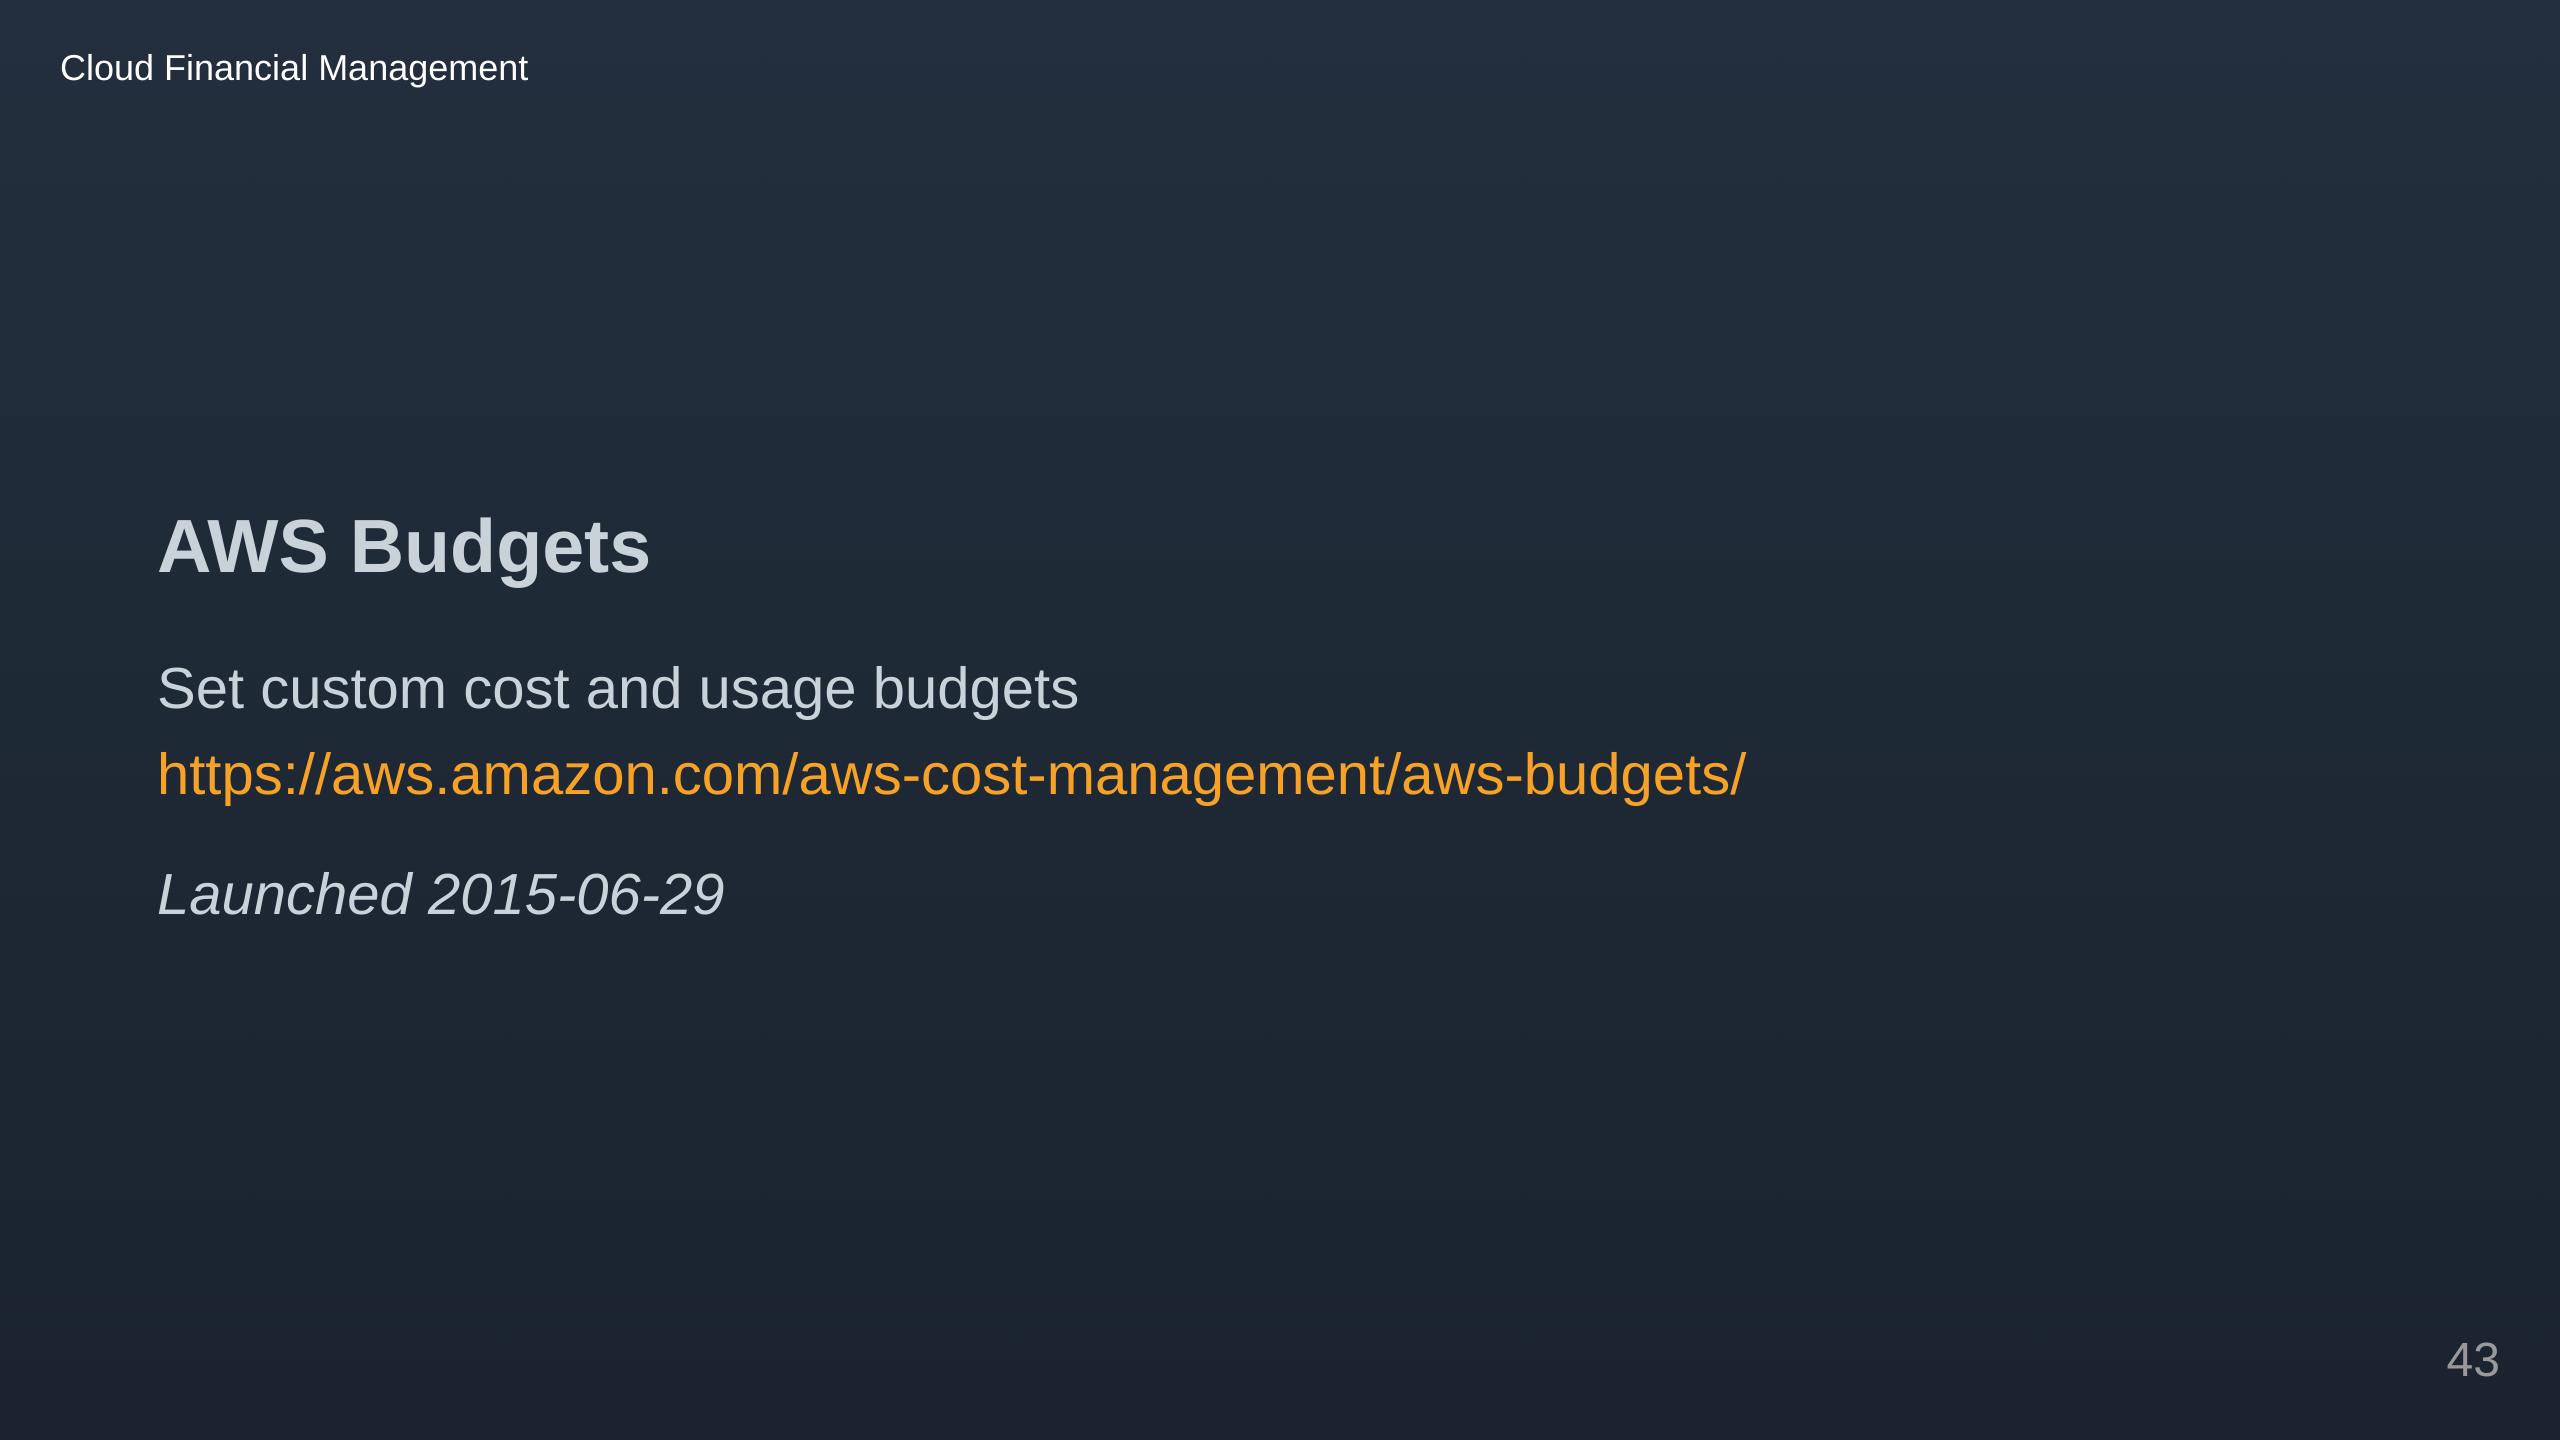 Cloud Financial Management
AWS Budgets
Set custom cost and usage budgets
https://aws.amazon.com/aws-cost-management/aws-budgets/
Launched 2015-06-29
43